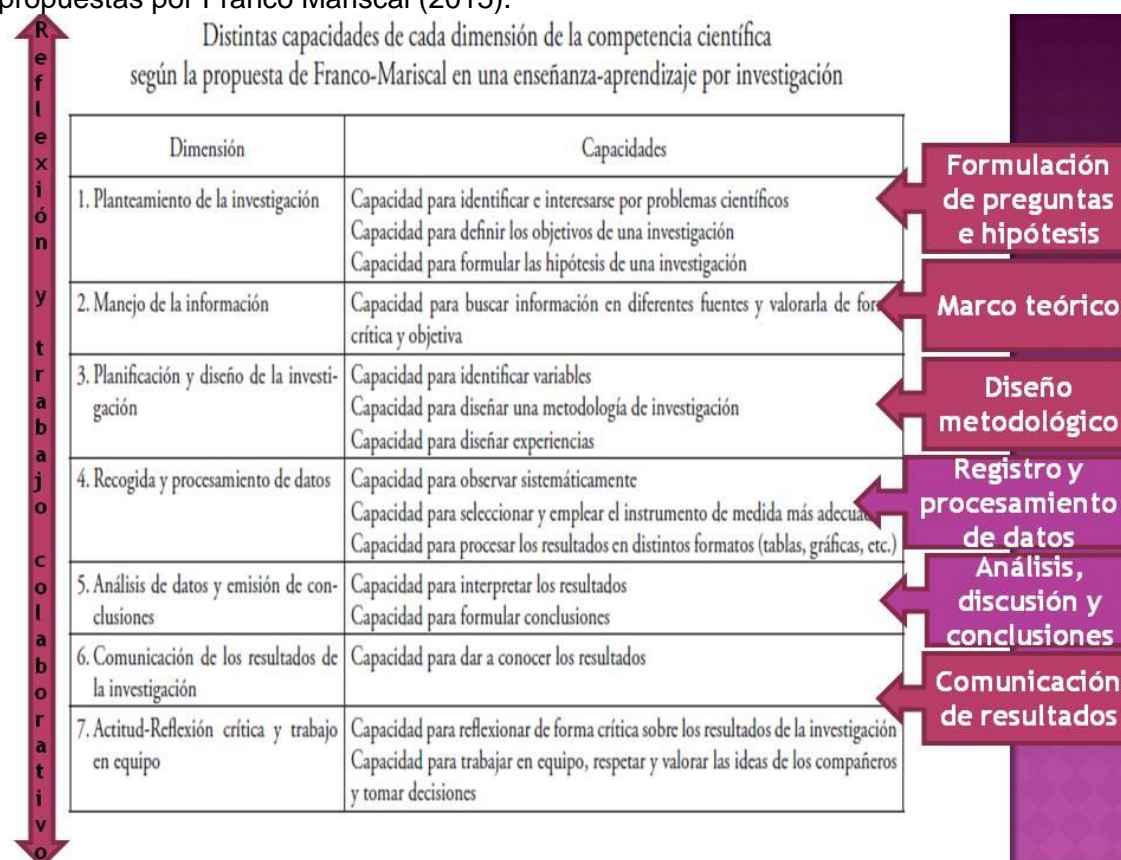 propuestas por Franco Mariscal (2015).
Reflexión y trabajo colaborativo
Distintas capacidades de cada dimensión de la competencia científica
según la propuesta de Franco-Mariscal en una enseñanza-aprendizaje por investigación
Dimensión
Capacidades
1. Planteamiento de la investigación
Capacidad para identificar e interesarse por problemas científicos
Capacidad para definir los objetivos de una investigación
Capacidad para formular las hipótesis de una investigación
Formulación
de preguntas
e hipótesis
2. Manejo de la información
Capacidad para buscar información en diferentes fuentes y valorarla de
crítica y objetiva
Marco teórico
3. Planificación y diseño de la investi-
gación
Capacidad para identificar variables
Capacidad para diseñar una metodología de investigación
Capacidad para diseñar experiencias
Diseño
metodológico
4. Recogida y procesamiento de datos
Capacidad para observar sistemáticamente
Capacidad para seleccionar y emplear el instrumento de medida más
Capacidad para procesar los resultados en distintos formatos (tablas, gráficas, etc.)
Registro y
procesamiento
de datos
5. Análisis de datos y emisión de con-
clusiones
Capacidad para interpretar los resultados
Capacidad para formular conclusiones
Análisis,
discusión y
conclusiones
6. Comunicación de los resultados de
la investigación
Capacidad para dar a conocer los resultados
Comunicación
de resultados
7. Actitud-Reflexión crítica y trabajo
en equipo
Capacidad para reflexionar de forma crítica sobre los resultados de la investigación
Capacidad para trabajar en equipo, respetar y valorar las ideas de los compañeros
y tomar decisiones